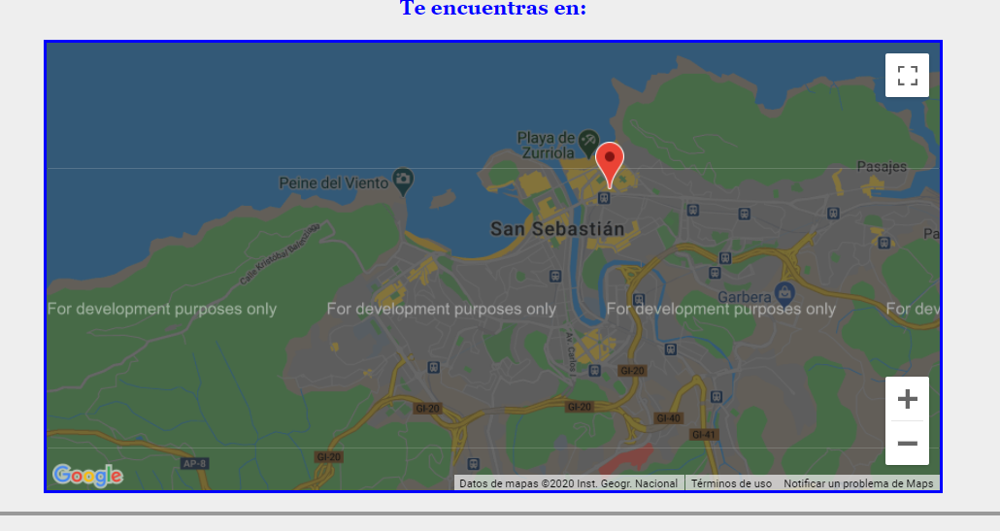 Te encuentras en:
Playa de
Zurriola
Pasajes
Peine del Viento
San Sebastián
Pa
Calle Kristobal Balenziaga
Garbera
For development purposes only
For development purposes only
For development purposes only
For dev
Av. Carlos I
GI-20
GI-20
GI-20
GI-40
GI-41
GI-20
AP-8
Google
Datos de mapas ©2020 Inst. Geogr. Nacional
Términos de uso
Notificar un problema de Maps